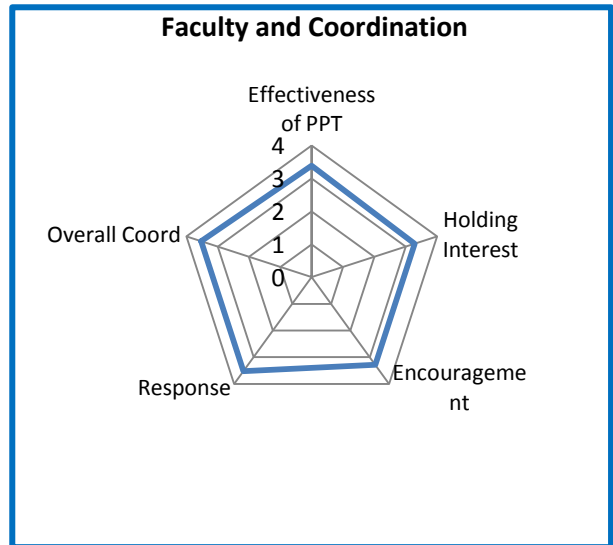 Faculty and Coordination
Effectiveness
of PPT
4
3
2
1
0
Holding
Interest
Encourageme
nt
Response
Overall Coord